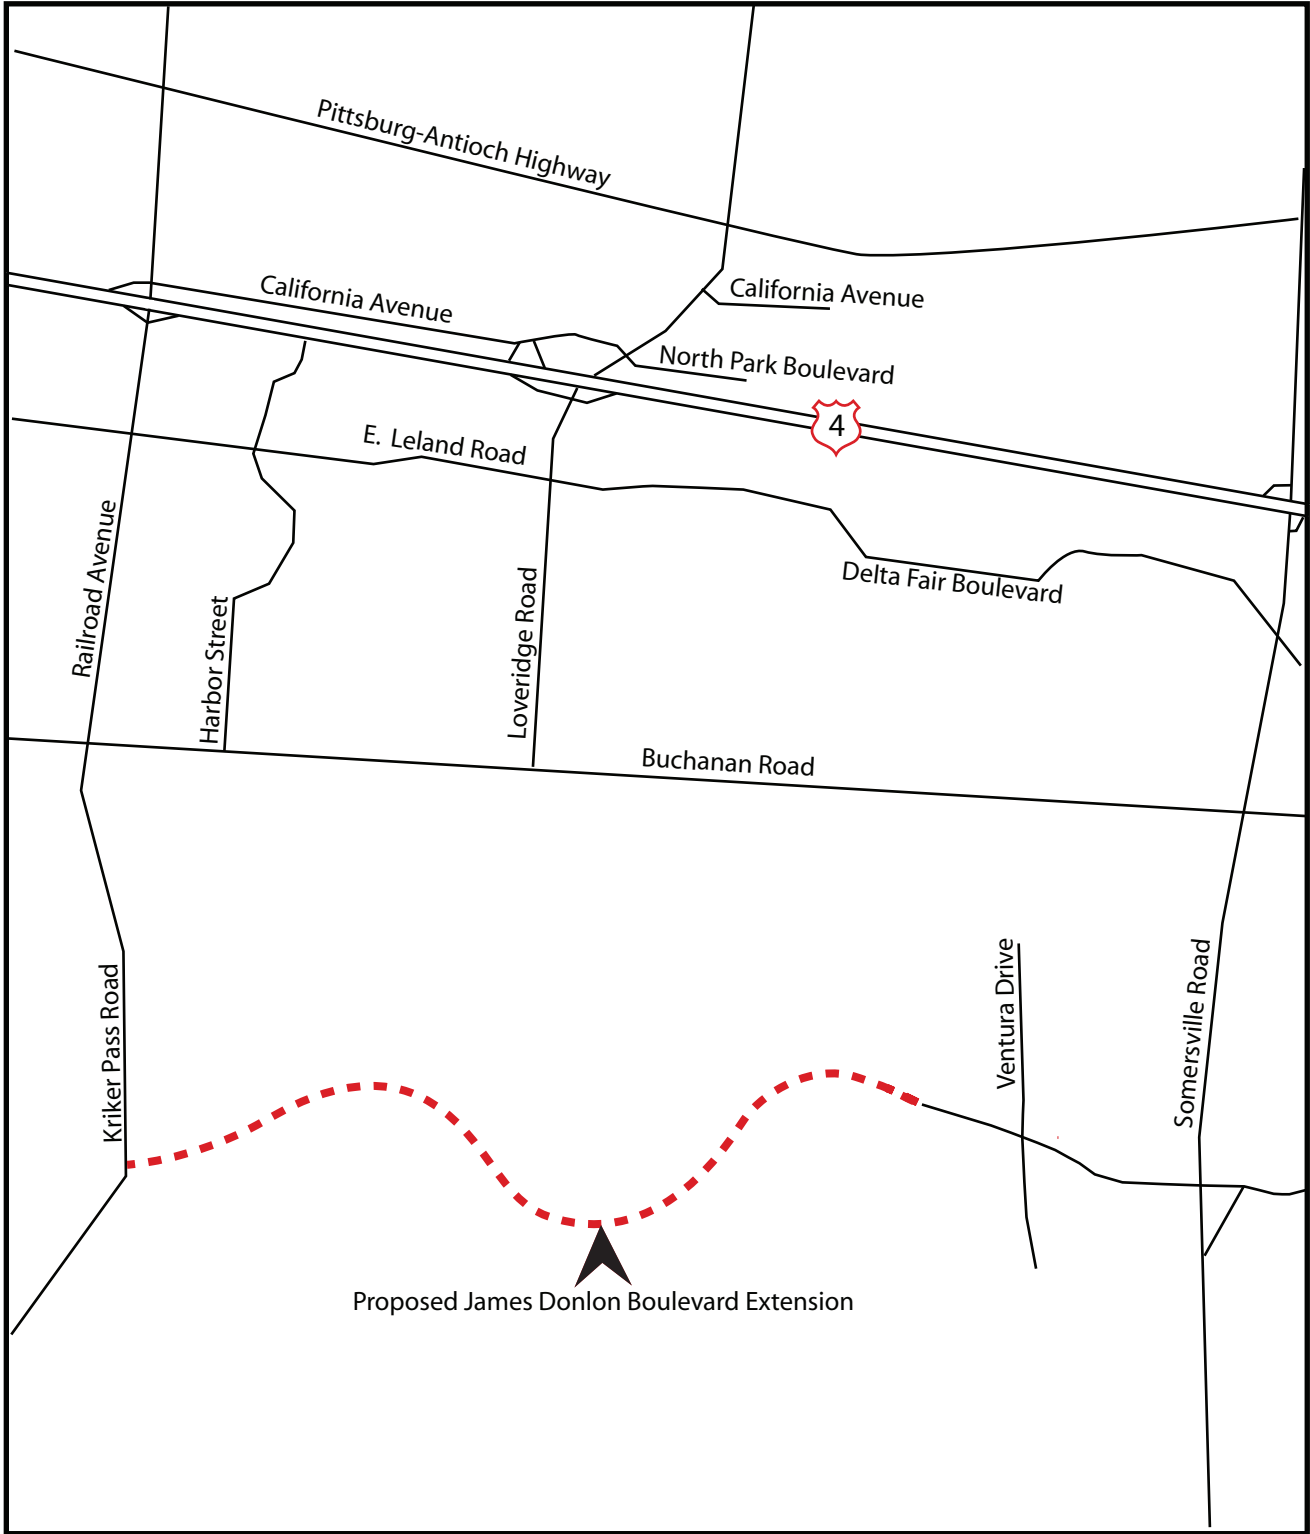 Pittsburg-Antioch Highway
California Avenue
California Avenue
North Park Boulevard
4
E. Leland Road
Railroad Avenue
Delta Fair Boulevard
Harbor Street
Loveridge Road
Buchanan Road
Kriker Pass Road
Ventura Drive
Somersville Road
Proposed James Donlon Boulevard Extension